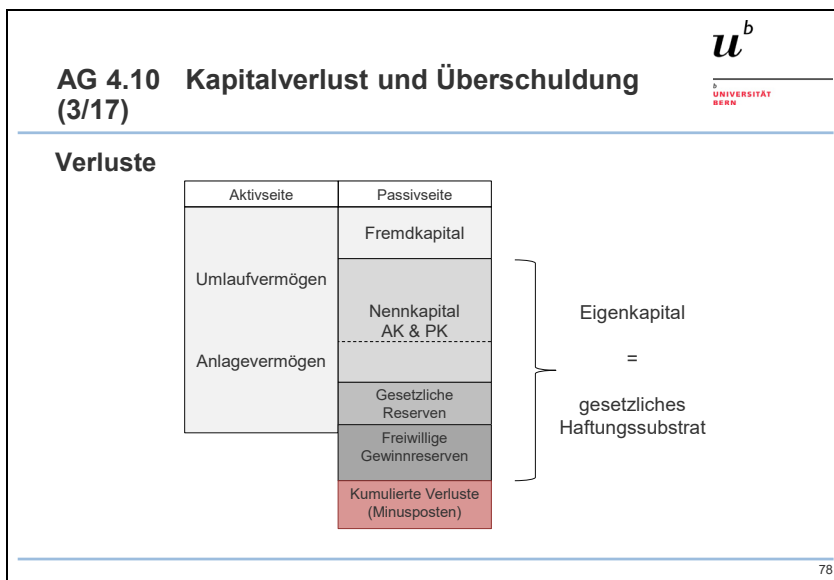 u^b
b
UNIVERSITÄT
BERN
AG 4.10 Kapitalverlust und Überschuldung
(3/17)
Verluste
Aktivseite
Passivseite
Umlaufvermögen
Anlagevermögen
Fremdkapital
Nennkapital
AK & PK
Gesetzliche
Reserven
Freiwillige
Gewinnreserven
Kumulierte Verluste
(Minusposten)
Eigenkapital
=
gesetzliches
Haftungssubstrat
78